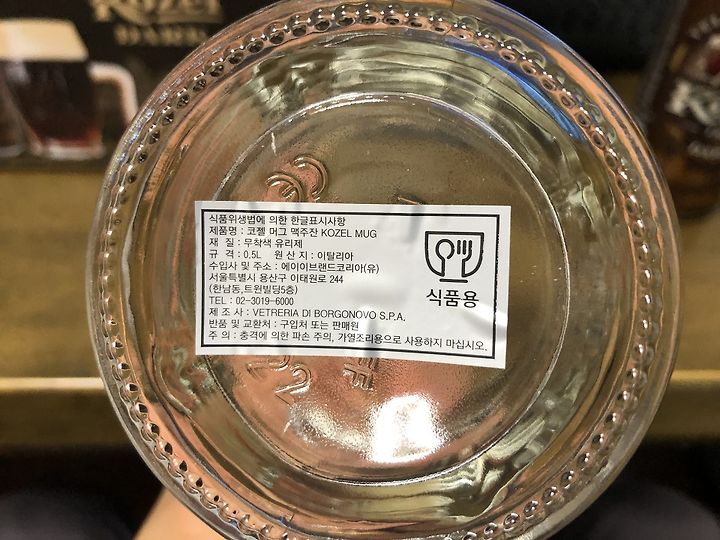 KOZEL
DARK
식품위생법에 의한 한글표시사항
제품명 : 코젤 머그 맥주잔 KOZEL MUG
재 질 : 무착색 유리제
규 격 : 0.5L 원 산 지 : 이탈리아
수입사 및 주소 : 에이이브랜드코리아(유)
서울특별시 용산구 이태원로 244
(한남동,트윈빌딩5층)
TEL : 02-3019-6000
제 조 사 : VETRERIA DI BORGONOVO S.P.A.
반품 및 교환처 : 구입처 또는 판매원
주 의 : 충격에 의한 파손 주의, 가열조리용으로 사용하지 마십시오.
식품용